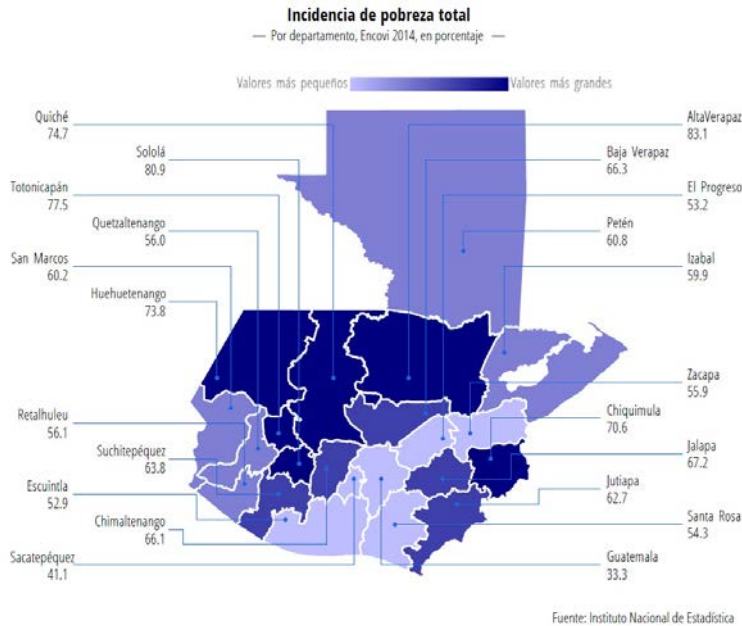 Incidencia de pobreza total
— Por departamento, Encovi 2014, en porcentaje —
Valores más pequeños
Valores más grandes
Quiché
74.7
Sololá
80.9
Totonicapán
77.5
Quetzaltenango
56.0
San Marcos
60.2
Huehuetenango
73.8
Retalhuleu
56.1
Suchitepéquez
63.8
Escuintla
52.9
Chimaltenango
66.1
Sacatepéquez
41.1
AltaVerapaz
83.1
Baja Verapaz
66.3
El Progreso
53.2
Petén
60.8
Izabal
59.9
Zacapa
55.9
Chiquimula
70.6
Jalapa
67.2
Jutiapa
62.7
Santa Rosa
54.3
Guatemala
33.3
Fuente: Instituto Nacional de Estadística